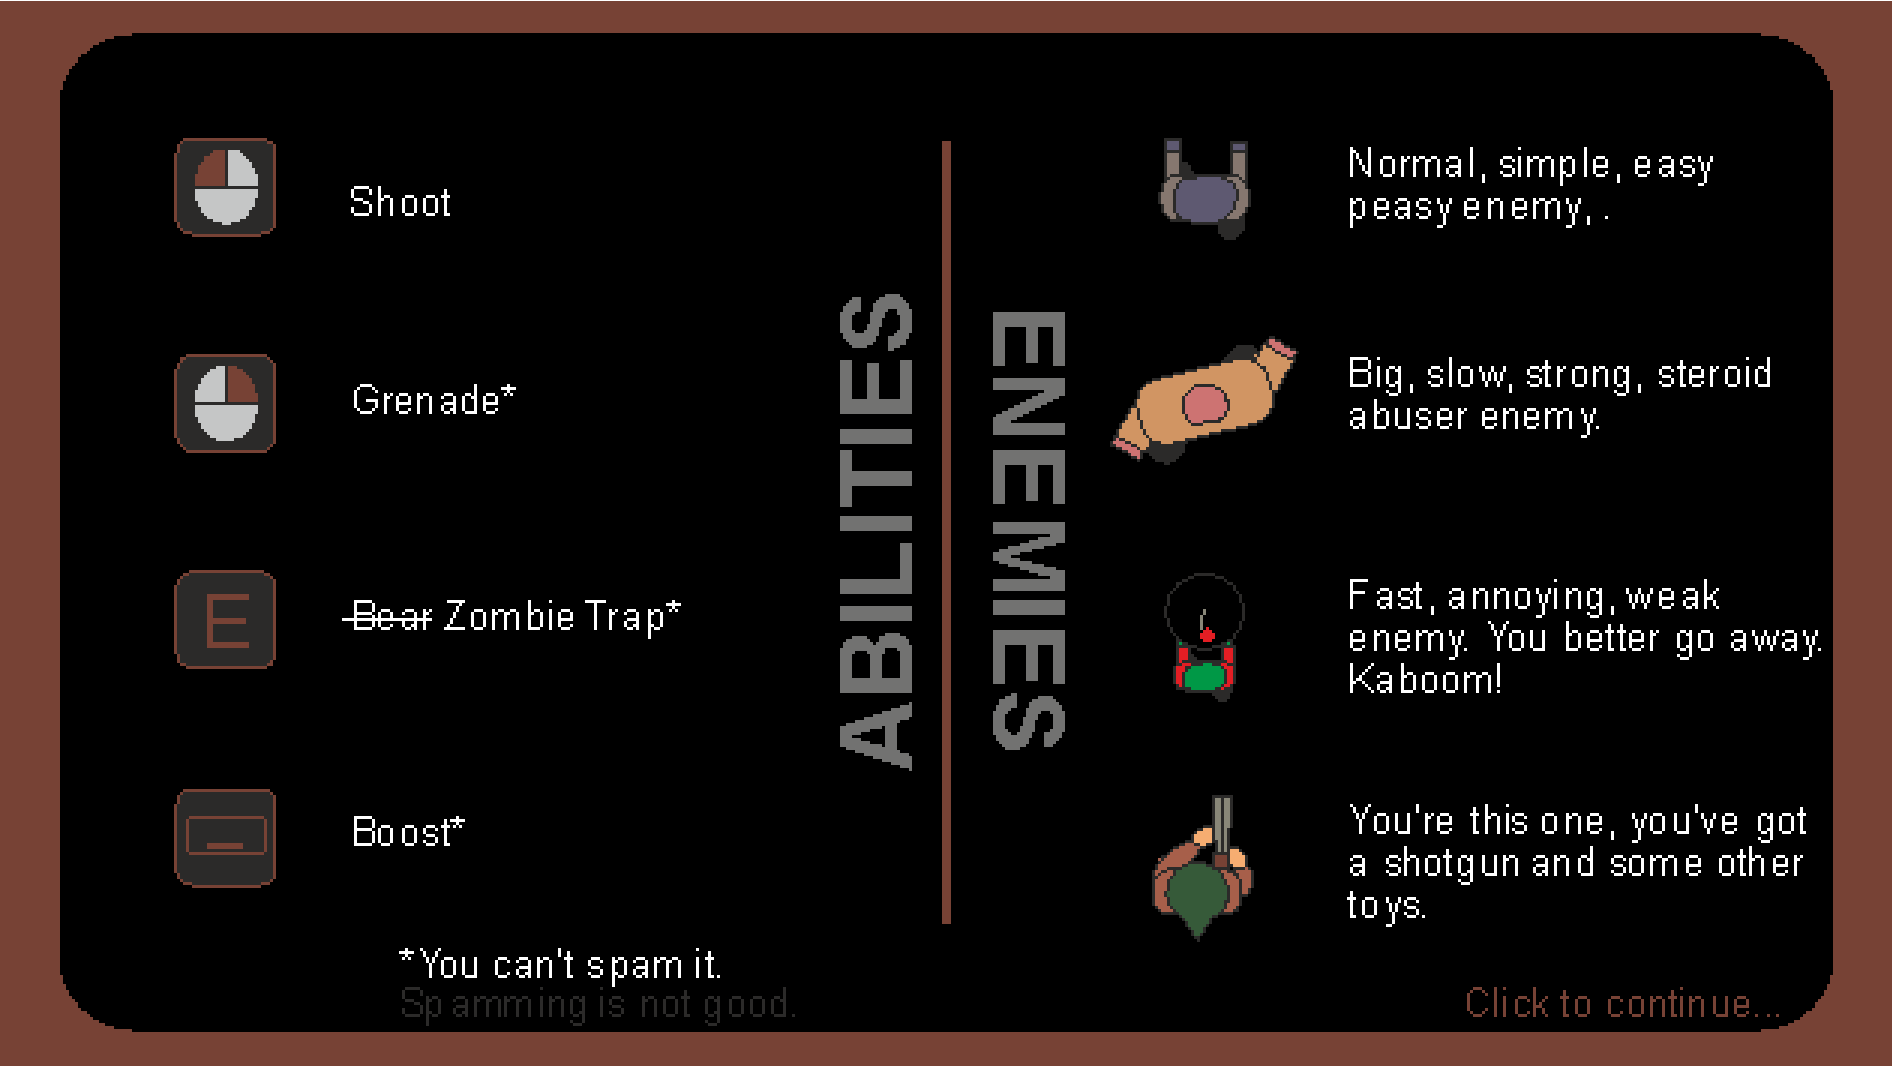 Shoot
Grenade*
E
Bear Zombie Trap*
Boost*
*You can't spam it.
Spamming is not good.
ABILITIES
ENEMIES
Normal, simple, easy
peasy enemy, .
Big, slow, strong, steroid
abuser enemy.
Fast, annoying, weak
enemy. You better go away.
Kaboom!
You're this one, you've got
a shotgun and some other
toys.
Click to continue...